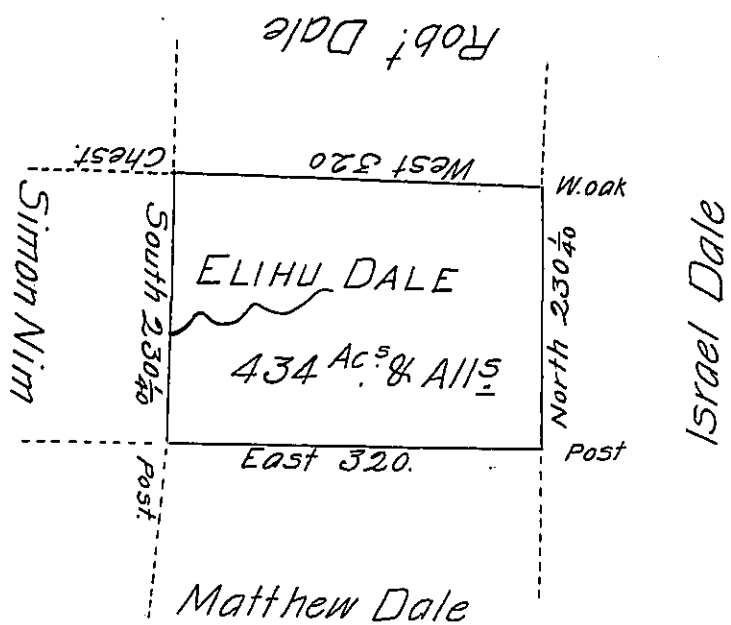 Robt Dale
West 320
Chest.
W.oak
Simon Nim
South 230 1/40
ELIHU DALE
434 Acs. & Alls
North 230 1/40
Israel Dale
East 320.
Post
Post.
Matthew Dale